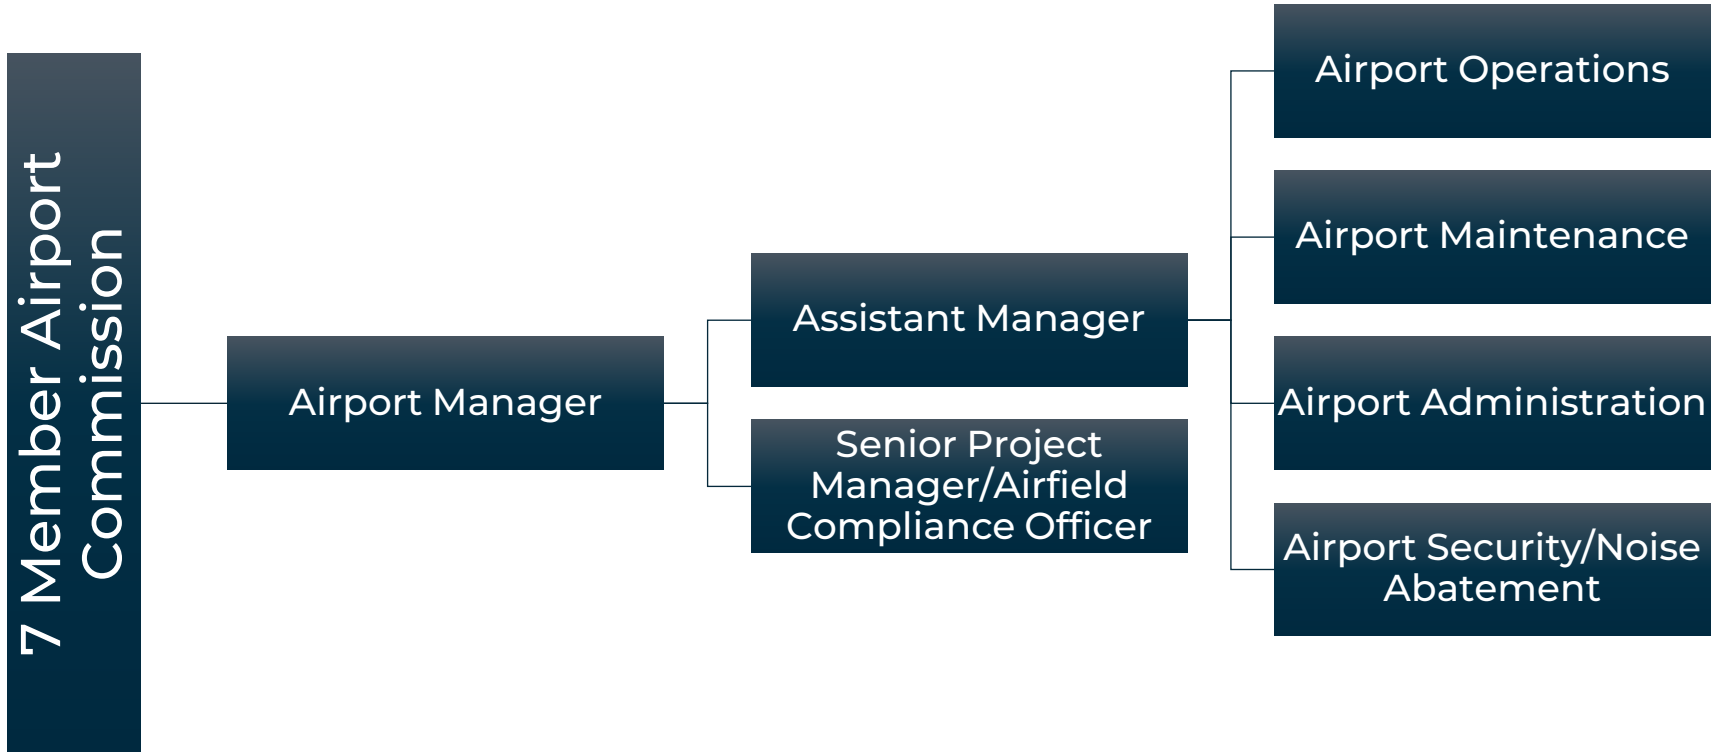 7 Member Airport
Commission
Airport Manager
Assistant Manager
Senior Project
Manager/Airfield
Compliance Officer
Airport Operations
Airport Maintenance
Airport Administration
Airport Security/Noise
Abatement